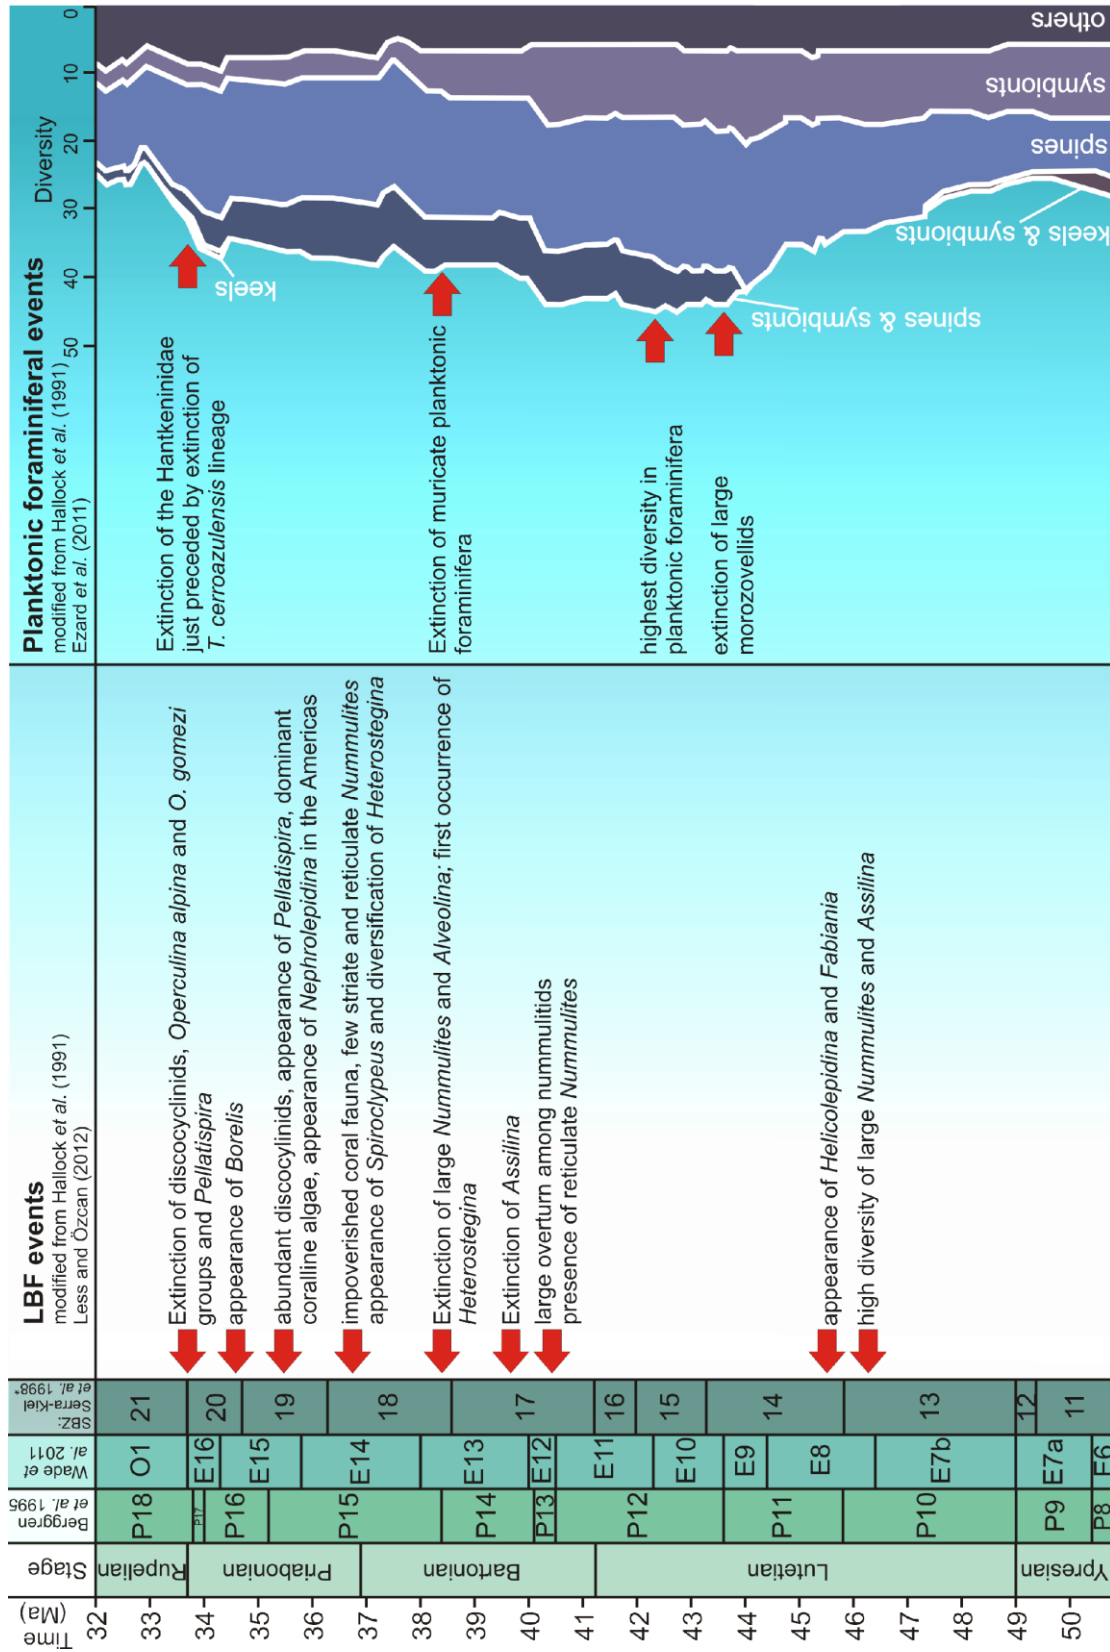 Time
(Ma)
Stage
Berggren
et al. 1995
Wade et
al. 2011
SBZ:
Serra-Kiel
et al. 1998*
LBF events
modified from Hallock et al. (1991)
Less and Özcan (2012)
Planktonic foraminiferal events
modified from Hallock et al. (1991)
Ezard et al. (2011)
Diversity
50
40
30
20
10
0
32
33
34
35
36
37
38
39
40
41
42
43
44
45
46
47
48
49
50
Rupelian
Priabonian
Bartonian
Lutetian
Ypresian
P18
P17
P16
P15
P14
P13
P12
P11
P10
P9
P8
O1
E16
E15
E14
E13
E12
E11
E10
E9
E8
E7b
E7a
E6
21
20
19
18
17
16
15
14
13
12
11
Extinction of discocyclinids, Operculina alpina and O. gomezi
groups and Pellatispira
appearance of Borelis
abundant discocylinids, appearance of Pellatispira, dominant
coralline algae, appearance of Nephrolepidina in the Americas
impoverished coral fauna, few striate and reticulate Nummulites
appearance of Spiroclypeus and diversification of Heterostegina
Extinction of large Nummulites and Alveolina; first occurrence of
Heterostegina
Extinction of Assilina
large overturn among nummulitids
presence of reticulate Nummulites
appearance of Helicolepidina and Fabiania
high diversity of large Nummulites and Assilina
Extinction of the Hantkeninidae
just preceded by extinction of
T. cerroazulensis lineage
Extinction of muricate planktonic
foraminifera
highest diversity in
planktonic foraminifera
extinction of large
morozovellids
keels
spines & symbionts
keels & symbionts
spines
symbionts
others